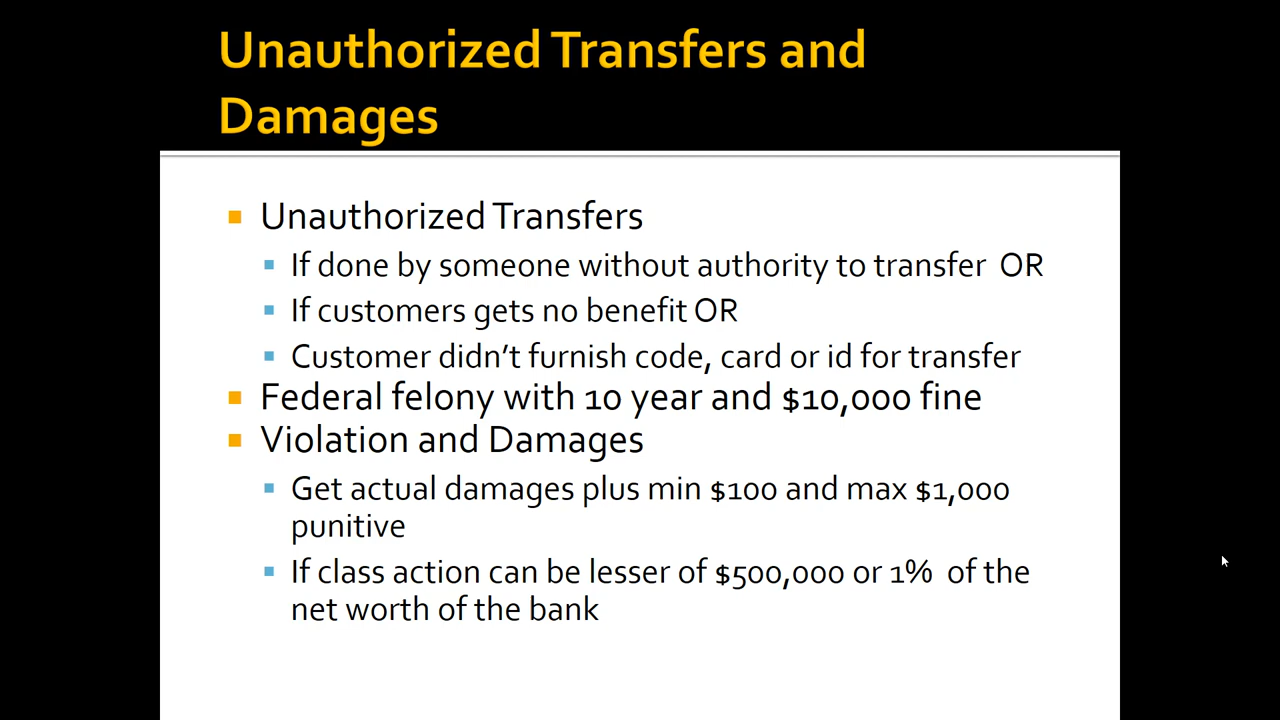 Unauthorized Transfers and
Damages
Unauthorized Transfers
If done by someone without authority to transfer OR
If customers gets no benefit OR
Customer didn't furnish code, card or id for transfer
Federal felony with 10 year and $10,000 fine
Violation and Damages
Get actual damages plus min $100 and max $1,000
punitive
If class action can be lesser of $500,000 or 1% of the
net worth of the bank